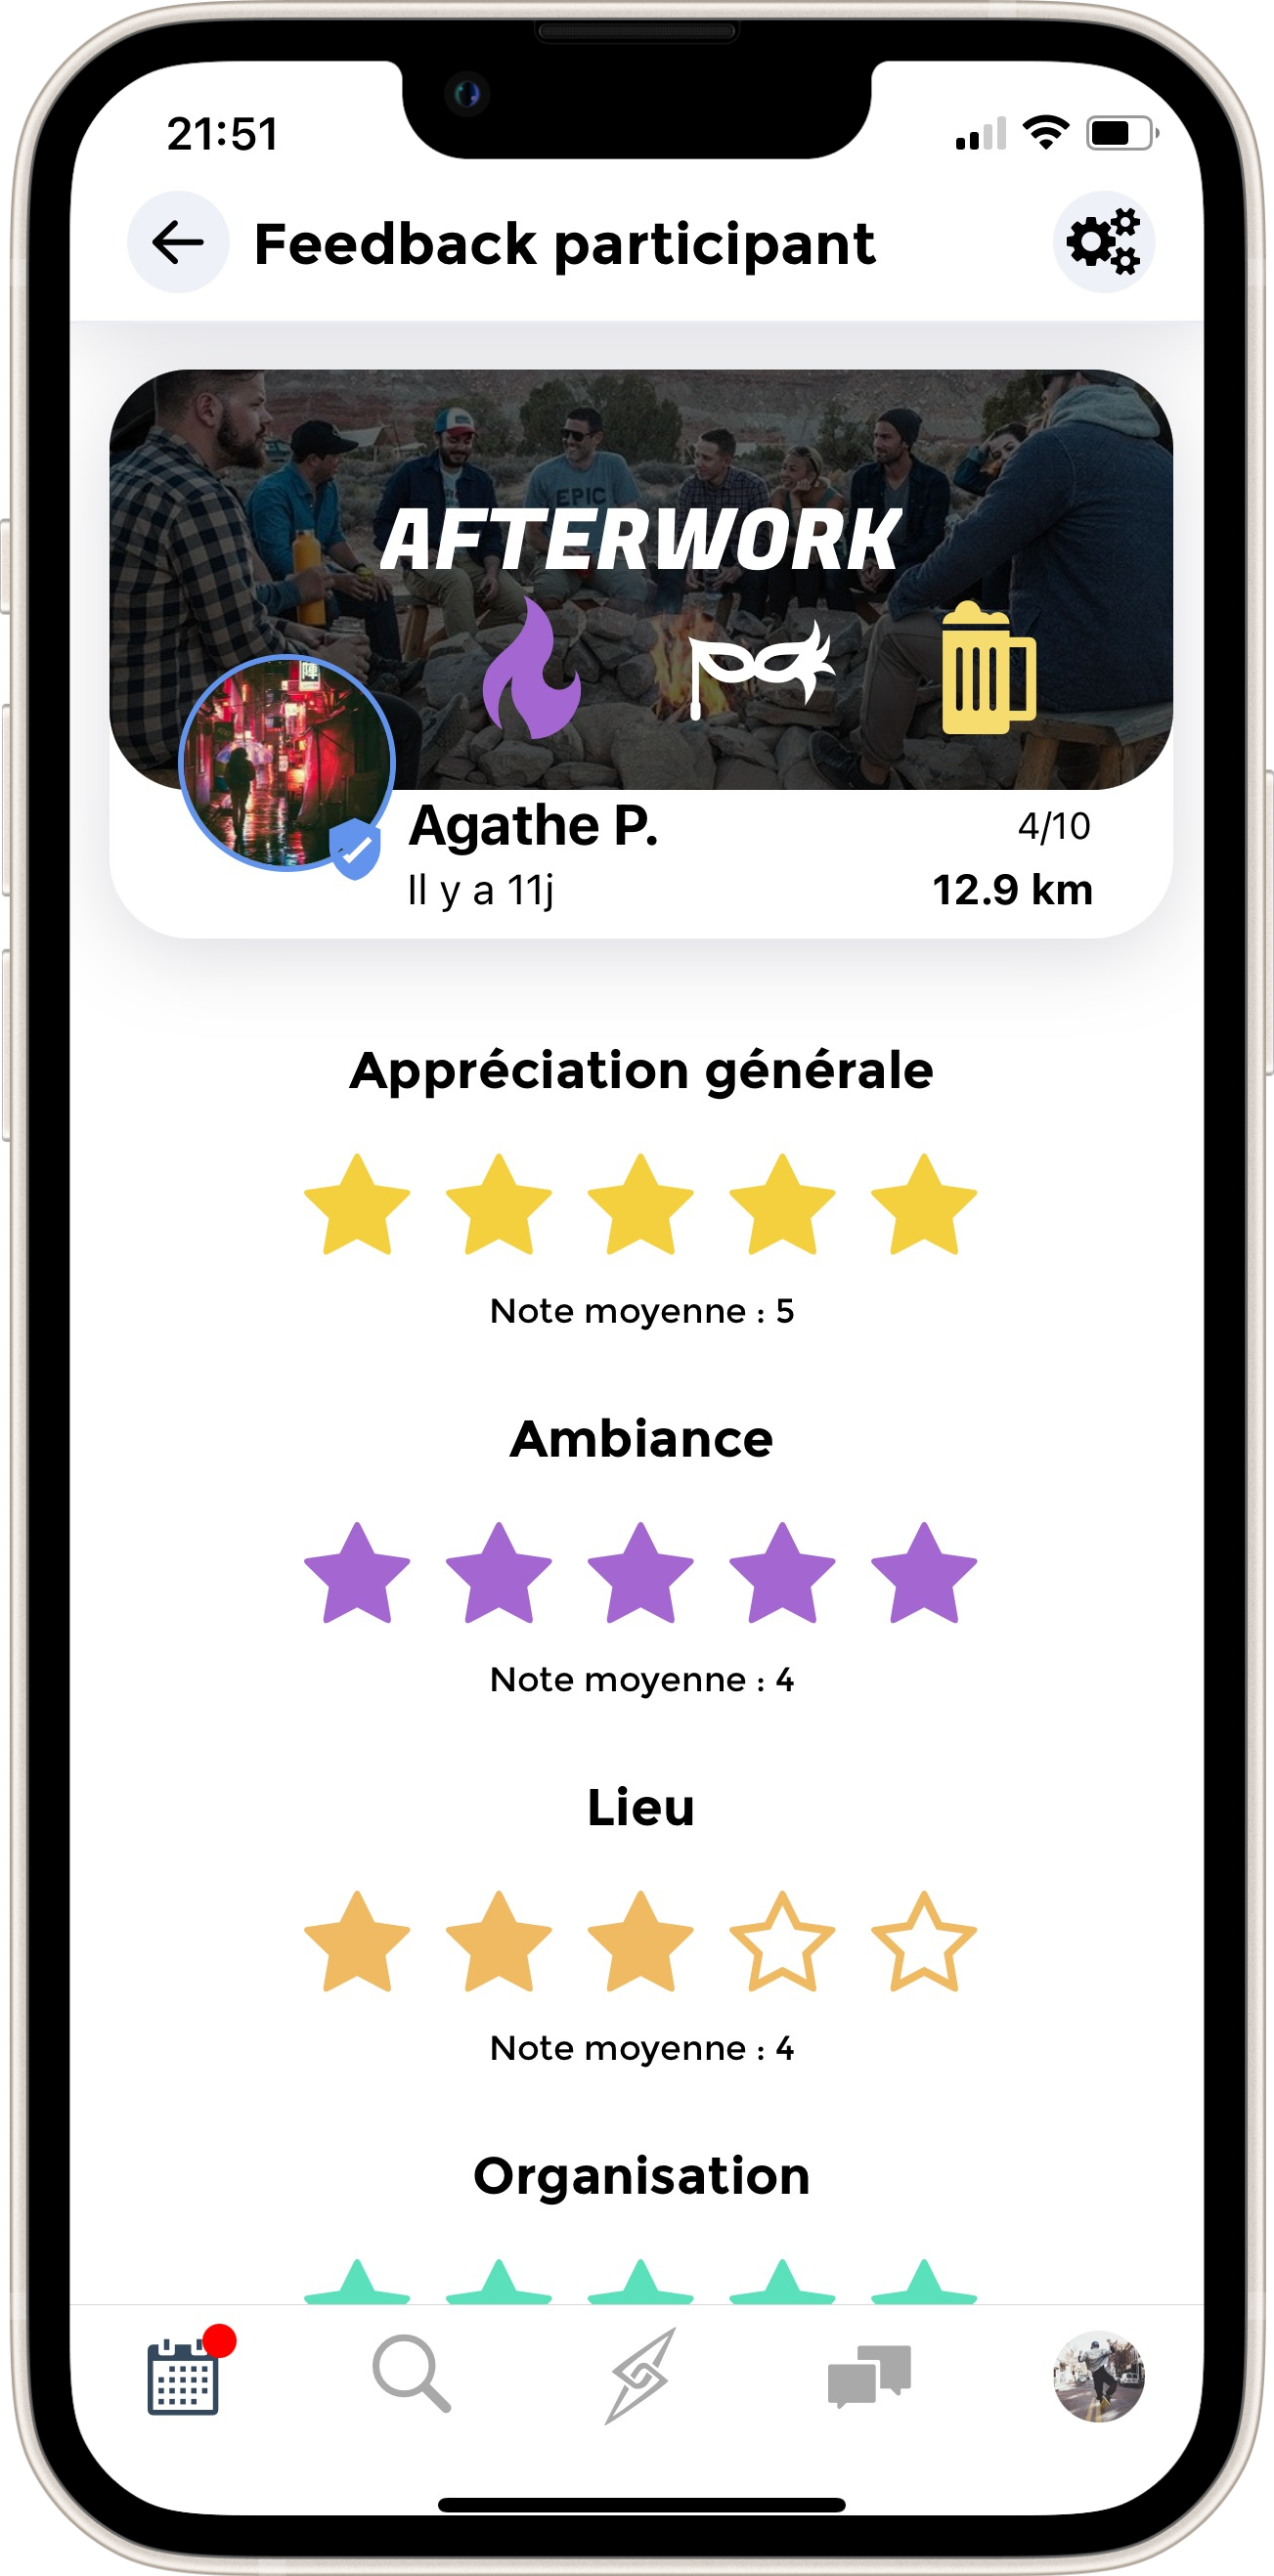 21:51
Feedback participant
EPIC
AFTERWORK
Agathe P.
4/10
Il y a 11j
12.9 km
Appréciation générale
Note moyenne : 5
Ambiance
Note moyenne : 4
Lieu
Note moyenne : 4
Organisation